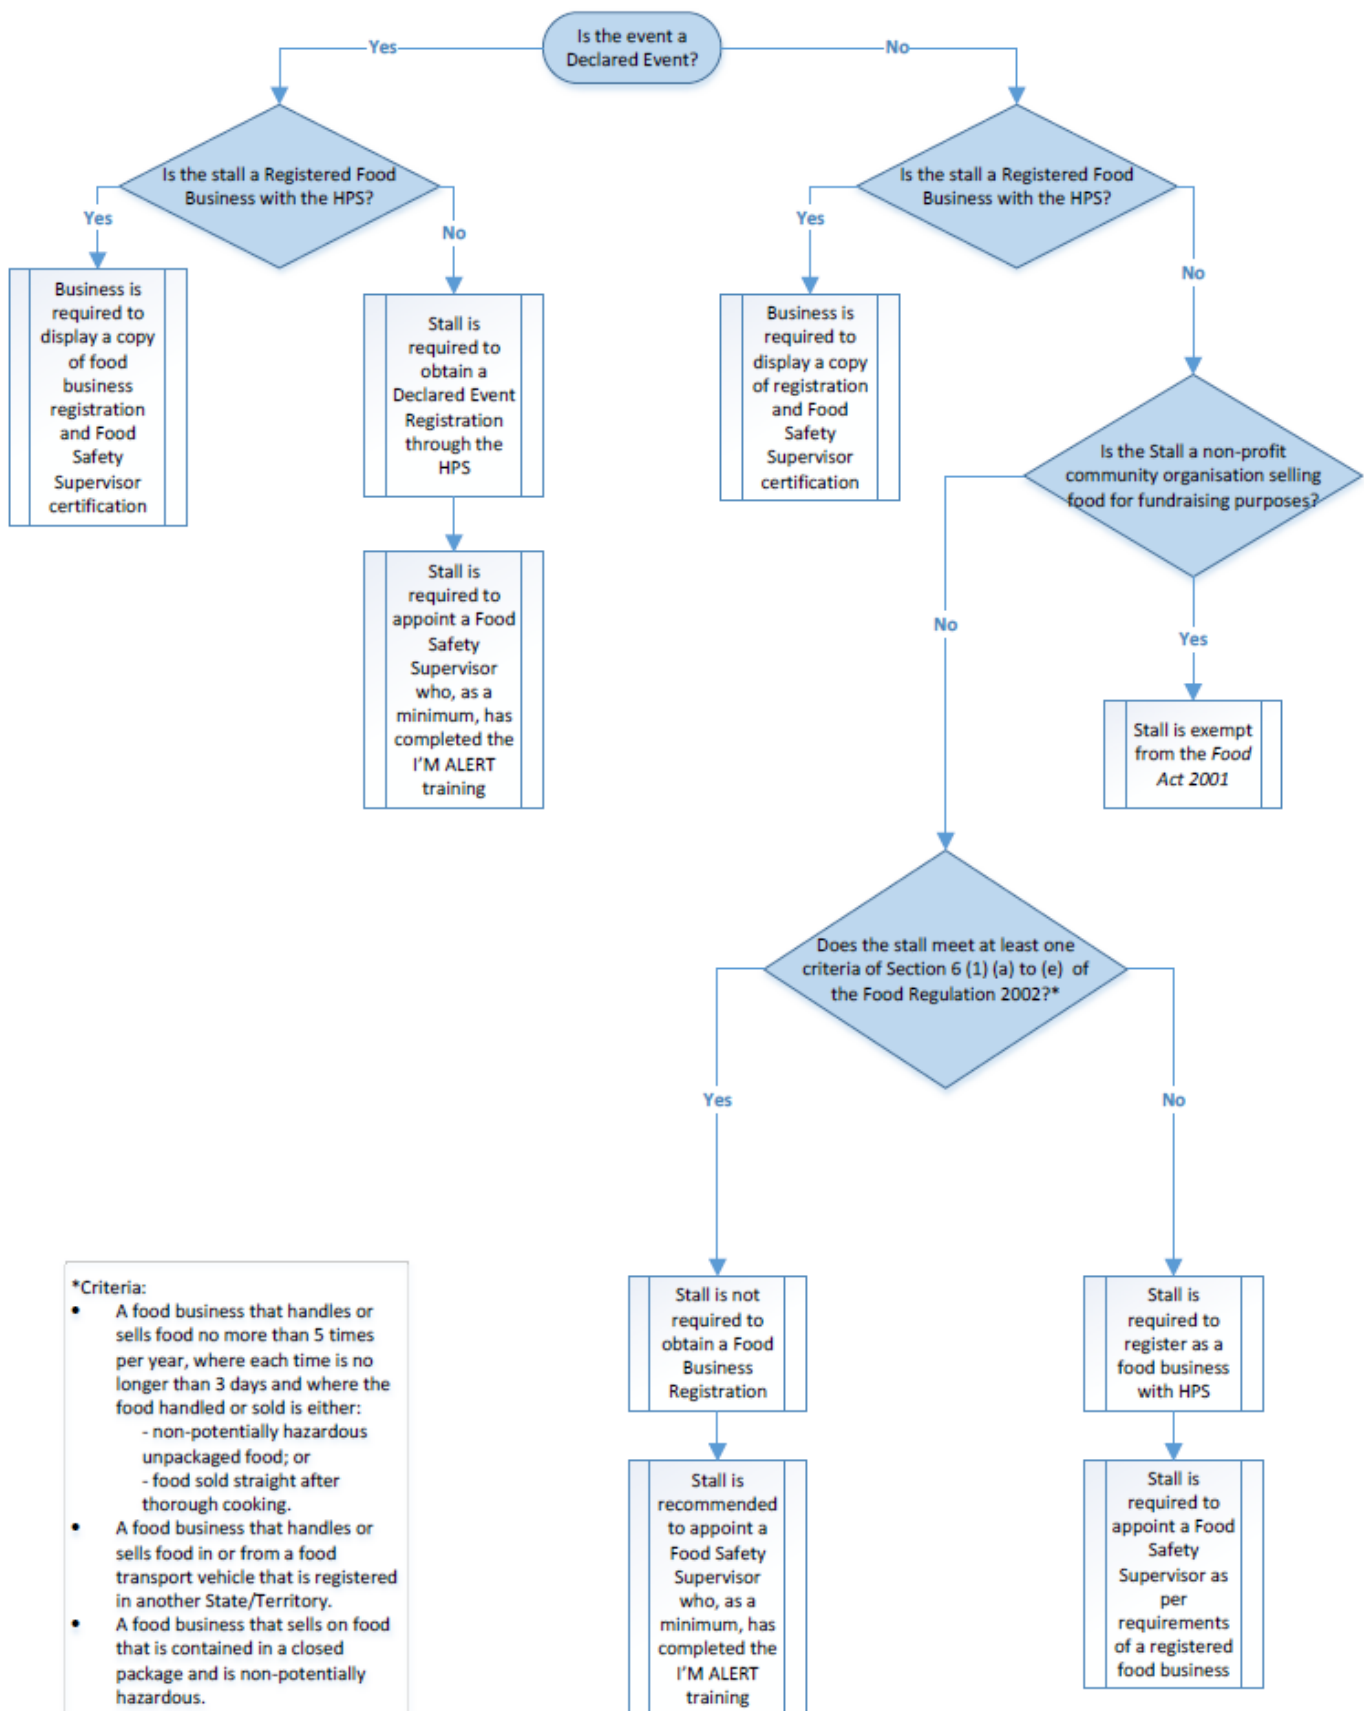 Is the event a
Declared Event?
Yes
No
Is the stall a Registered Food
Business with the HPS?
Yes
No
Business is
required to
display a copy
of food
business
registration
and Food
Safety
Supervisor
certification
Stall is
required to
obtain a
Declared Event
Registration
through the
HPS
Stall is
required to
appoint a Food
Safety
Supervisor
who, as a
minimum, has
completed the
I'M ALERT
training
Is the stall a Registered Food
Business with the HPS?
Yes
No
Business is
required to
display a copy
of registration
and Food
Safety
Supervisor
certification
Is the Stall a non-profit
community organisation selling
food for fundraising purposes?
No
Yes
Stall is exempt
from the Food
Act 2001
Does the stall meet at least one
criteria of Section 6 (1) (a) to (e) of
the Food Regulation 2002?*
Yes
No
Stall is not
required to
obtain a Food
Business
Registration
Stall is
recommended
to appoint a
Food Safety
Supervisor
who, as a
minimum, has
completed the
I'M ALERT
training
Stall is
required to
register as a
food business
with HPS
Stall is
required to
appoint a Food
Safety
Supervisor as
per
requirements
of a registered
food business
*Criteria:
• A food business that handles or
sells food no more than 5 times
per year, where each time is no
longer than 3 days and where the
food handled or sold is either:
- non-potentially hazardous
unpackaged food; or
- food sold straight after
thorough cooking.
• A food business that handles or
sells food in or from a food
transport vehicle that is registered
in another State/Territory.
• A food business that sells on food
that is contained in a closed
package and is non-potentially
hazardous.